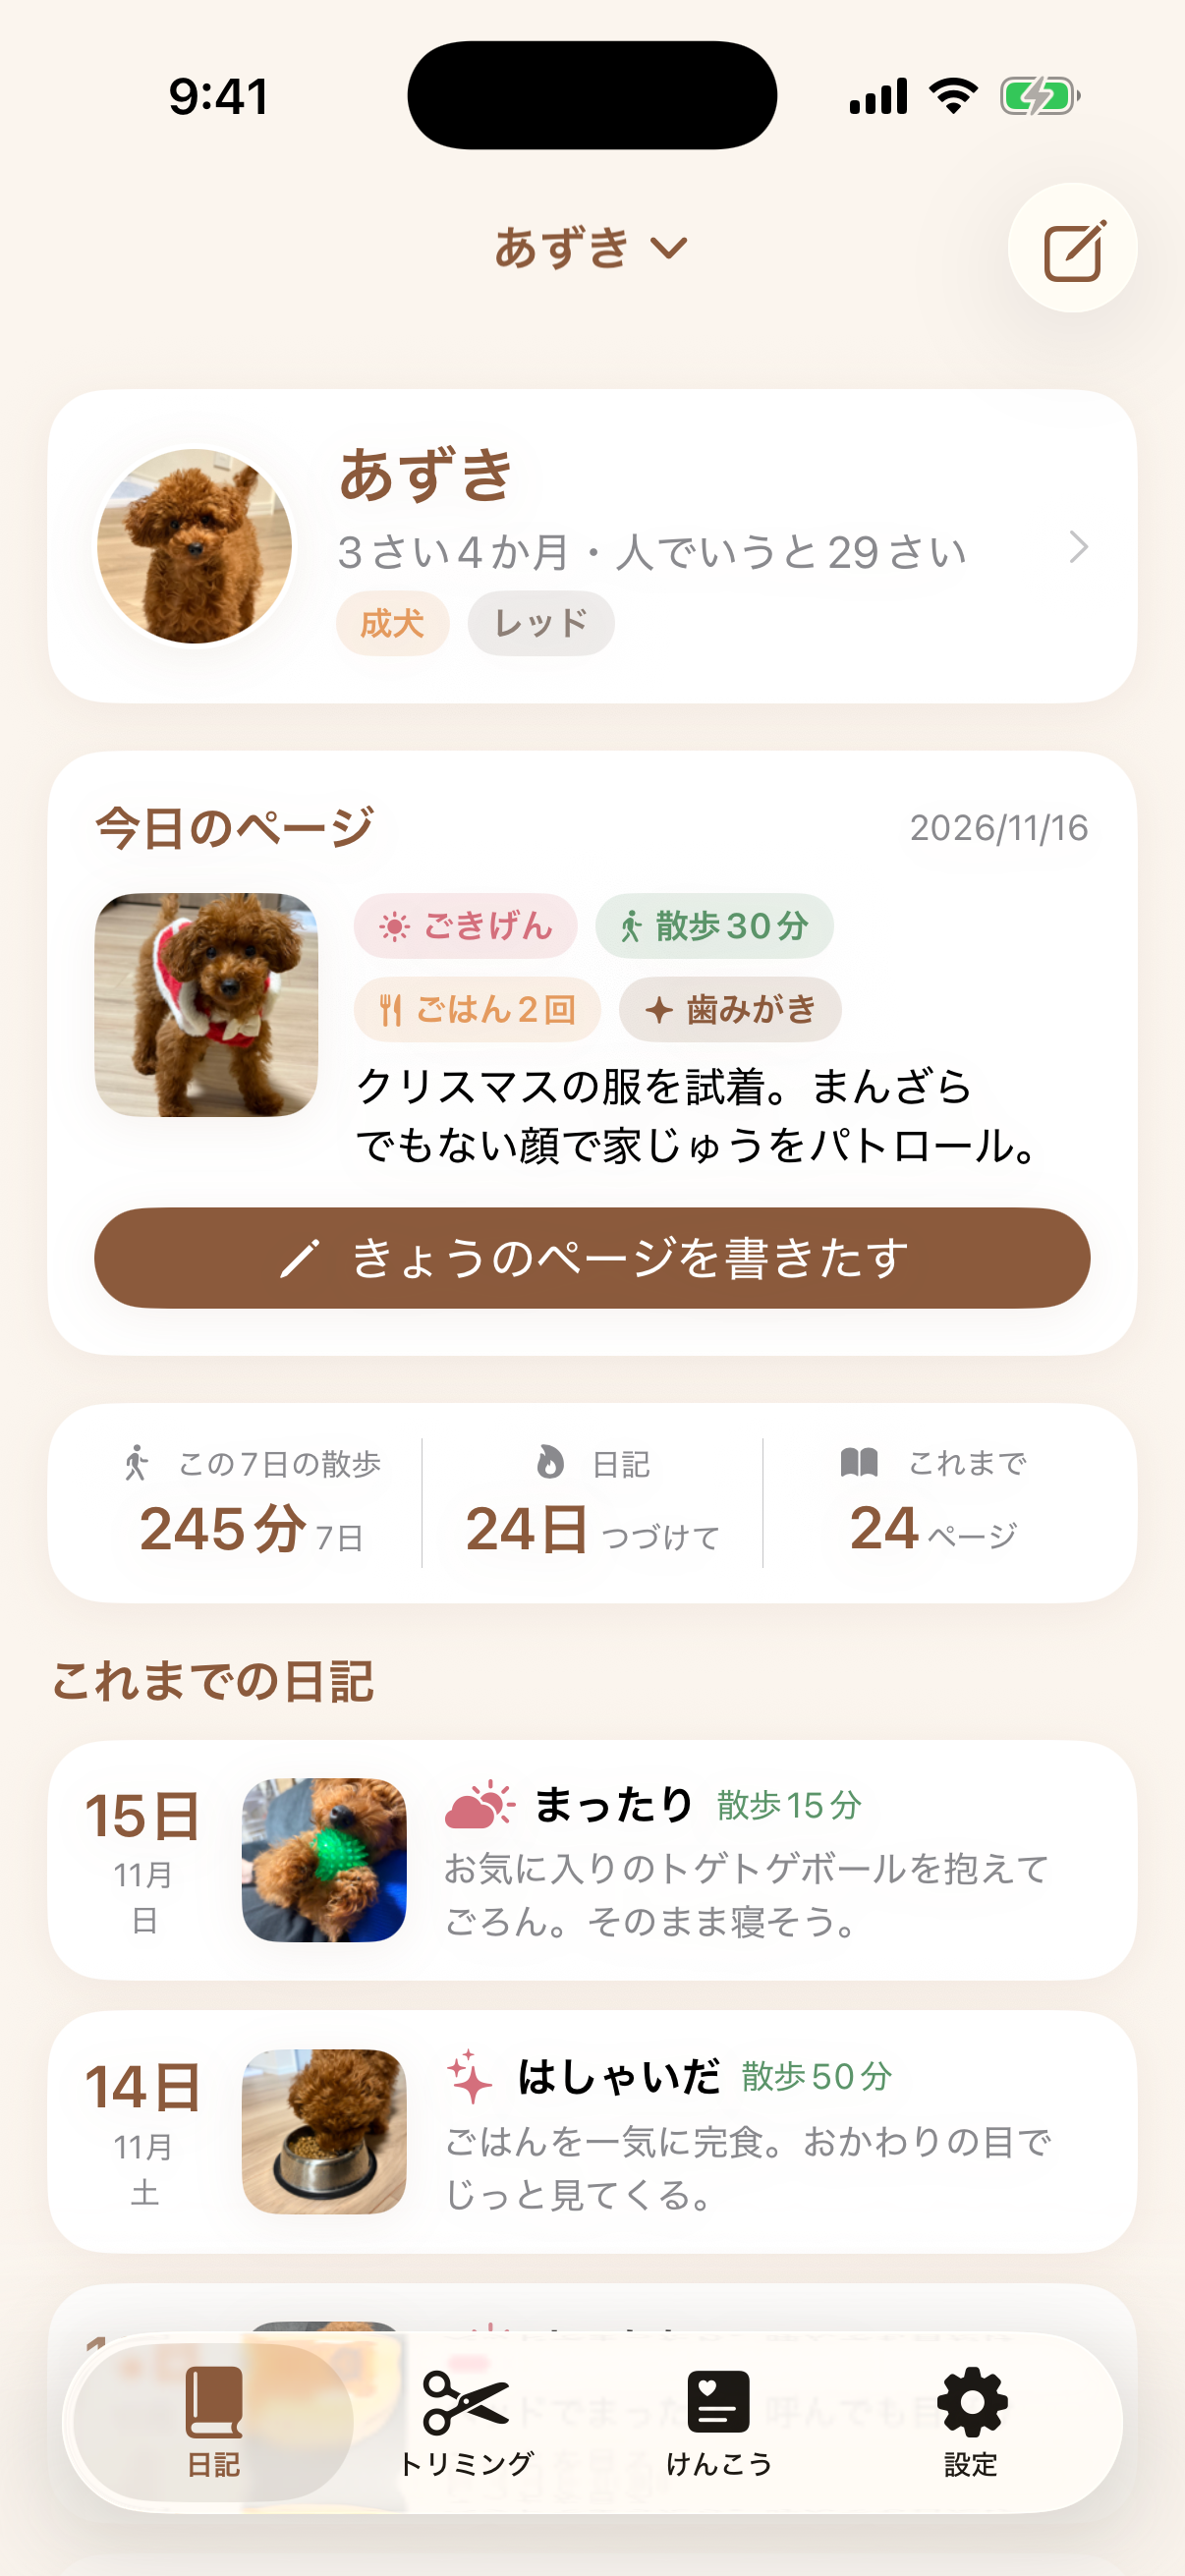 9:41
あずき
あずき
3さい4か月・人でいうと29さい
成犬 レッド
今日のページ 2026/11/16
ごきげん 散歩30分
ごはん2回 歯みがき
クリスマスの服を試着。まんざら
でもない顔で家じゅうをパトロール。
きょうのページを書きたす
この7日の散歩 日記 これまで
245分 7日 24日 つづけて 24 ページ
これまでの日記
15日
11月
日
まったり 散歩15分
お気に入りのトゲトゲボールを抱えて
ごろん。そのまま寝そう。
14日
11月
土
はしゃいだ 散歩50分
ごはんを一気に完食。おかわりの目で
じっと見てくる。
日記 トリミング けんこう 設定